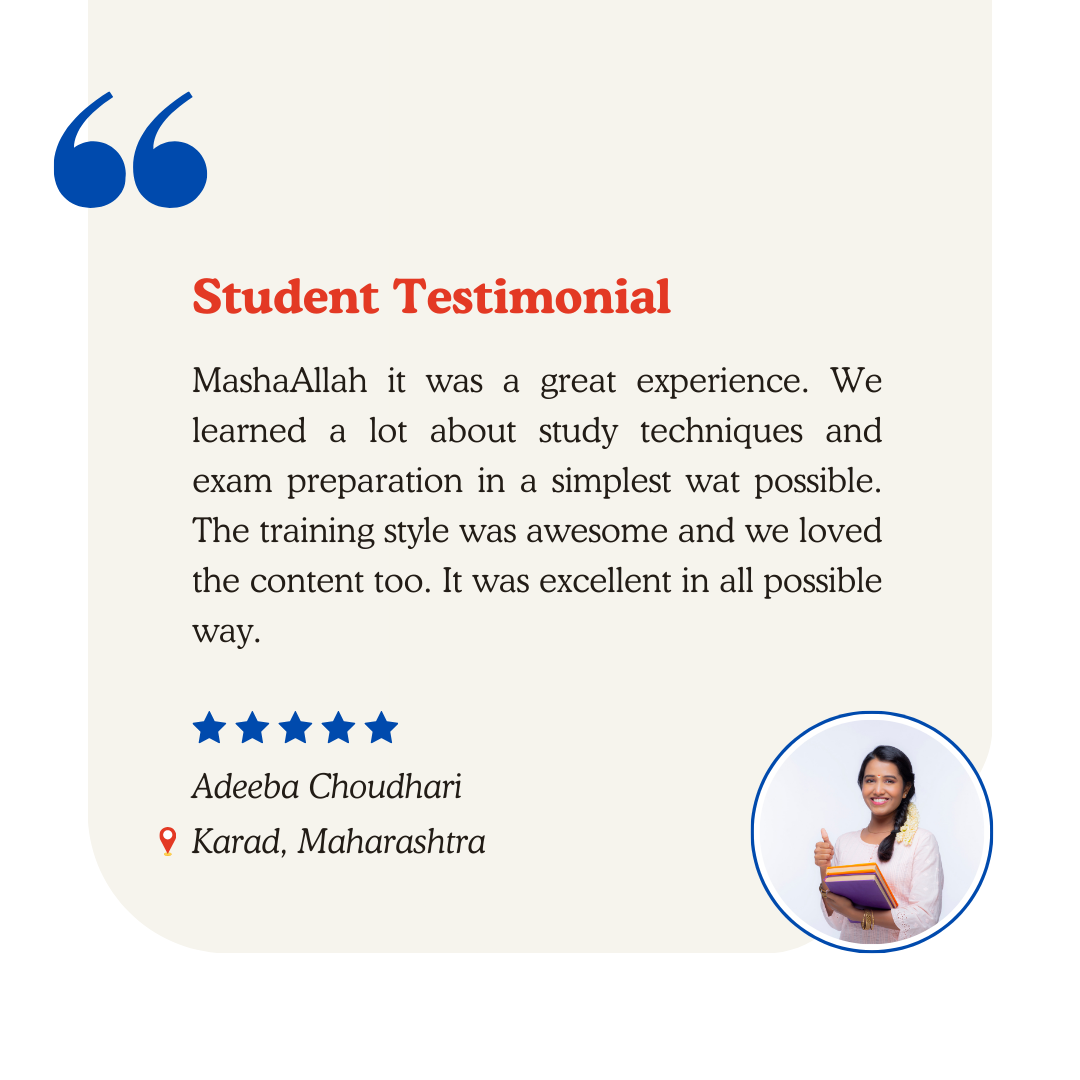 “
Student Testimonial
MashaAllah it was a great experience. We
learned a lot about study techniques and
exam preparation in a simplest wat possible.
The training style was awesome and we loved
the content too. It was excellent in all possible
way.
Adeeba Choudhari
Karad, Maharashtra